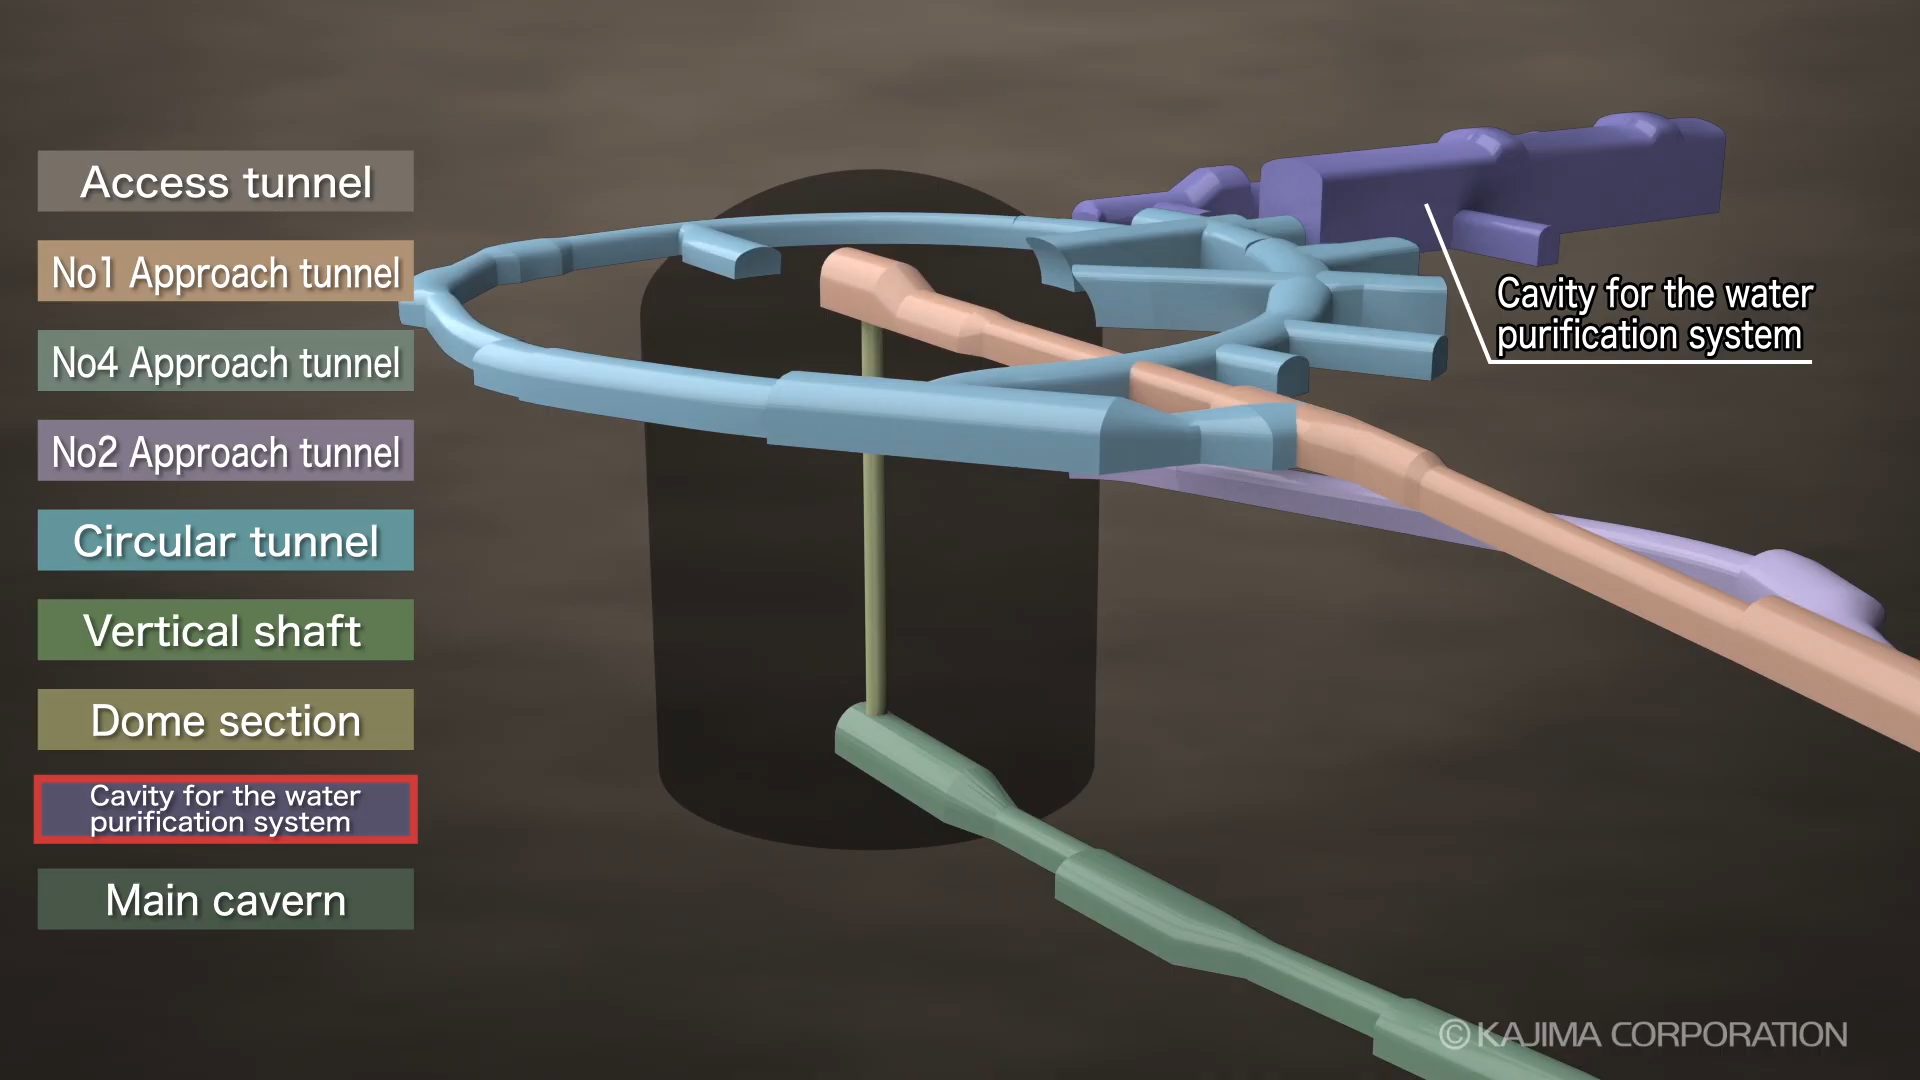 Access tunnel
No1 Approach tunnel
No4 Approach tunnel
No2 Approach tunnel
Circular tunnel
Vertical shaft
Dome section
Cavity for the water
purification system
Main cavern
Cavity for the water
purification system
© KAJIMA CORPORATION